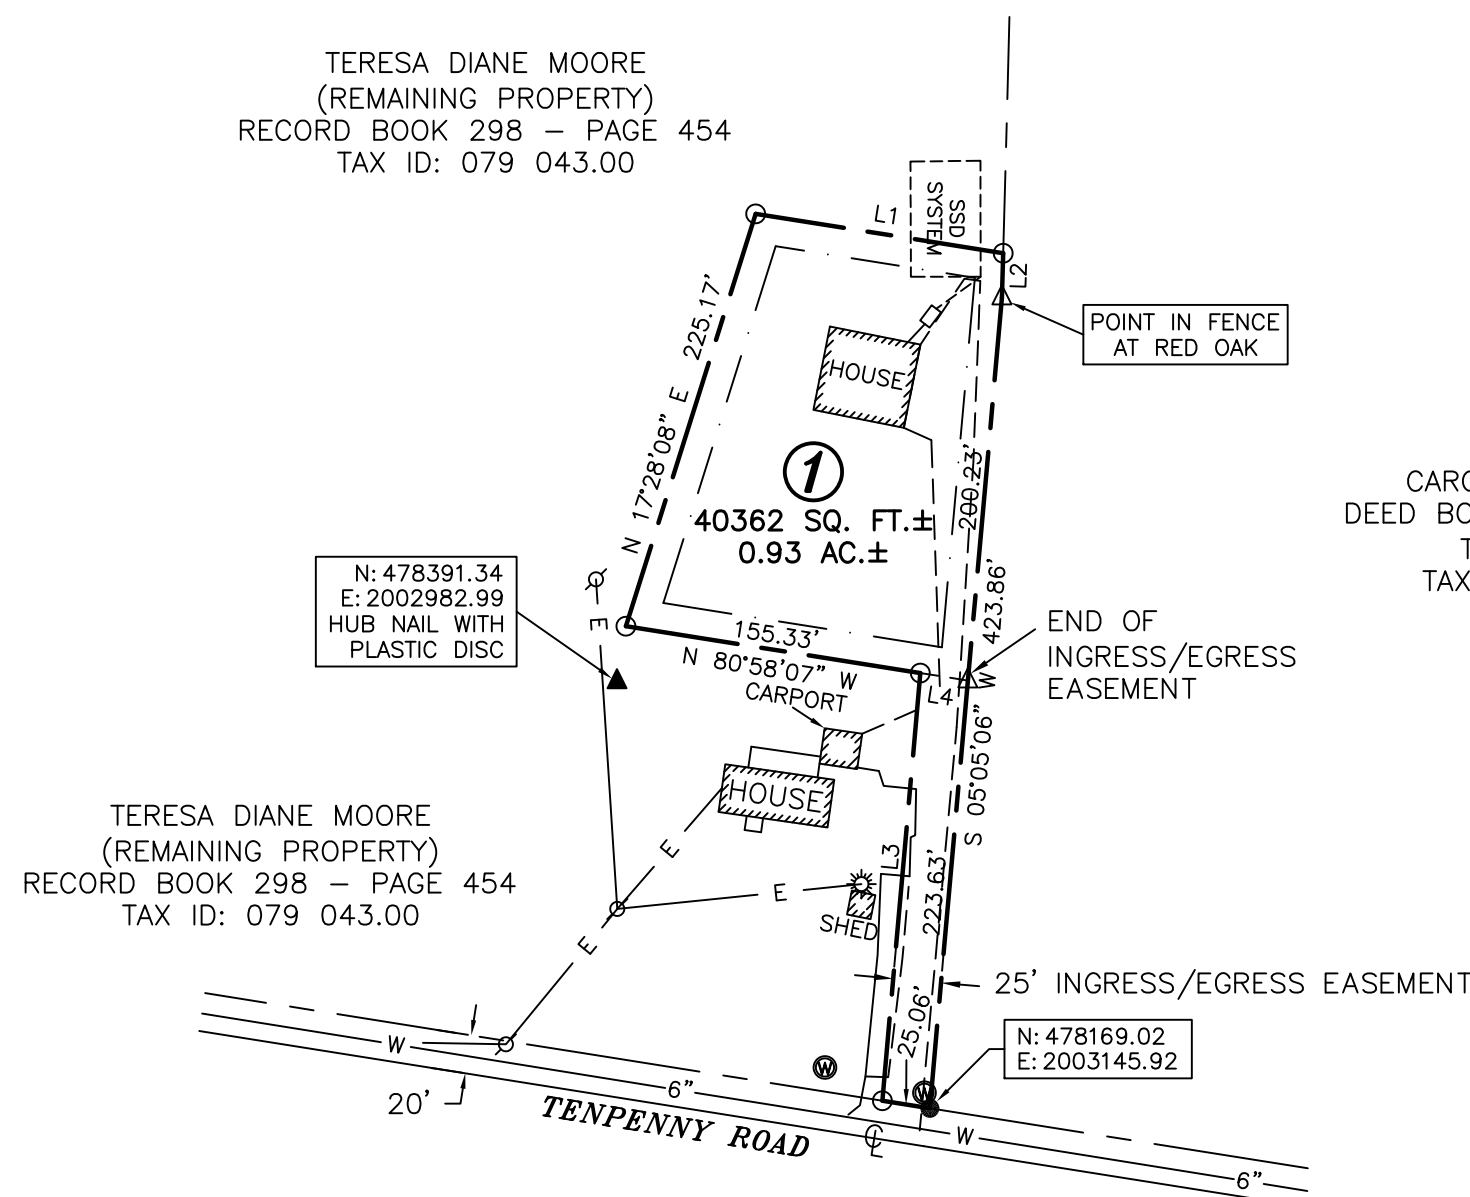 TERESA DIANE MOORE
(REMAINING PROPERTY)
RECORD BOOK 298 – PAGE 454
TAX ID: 079 043.00
SSD
SYSTEM
L1
L2
POINT IN FENCE
AT RED OAK
N 17°28'08" E 225.17'
HOUSE
1
40362 SQ. FT.±
0.93 AC.±
200.23'
423.86'
S 05°05'06" W
CARO
DEED BO
T
TAX
N: 478391.34
E: 2002982.99
HUB NAIL WITH
PLASTIC DISC
E
155.33'
N 80°58'07" W
END OF
INGRESS/EGRESS
EASEMENT
L4
CARPORT
HOUSE
TERESA DIANE MOORE
(REMAINING PROPERTY)
RECORD BOOK 298 – PAGE 454
TAX ID: 079 043.00
E
E
E
L3
223.63'
SHED
25' INGRESS/EGRESS EASEMENT
25.06'
N: 478169.02
E: 2003145.92
W
W
W
20'
6"
TENPENNY ROAD
CL
W
6"